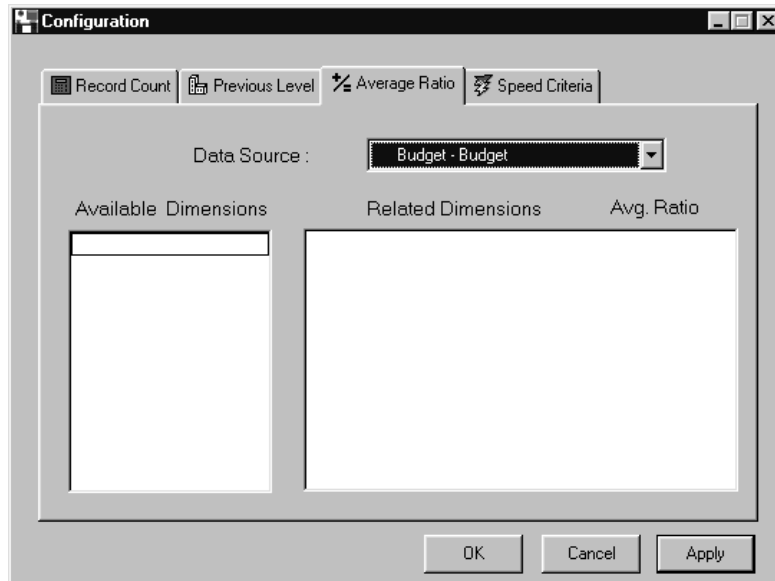 Configuration
Record Count Previous Level Average Ratio Speed Criteria
Data Source : Budget - Budget
Available Dimensions Related Dimensions Avg. Ratio
OK Cancel Apply